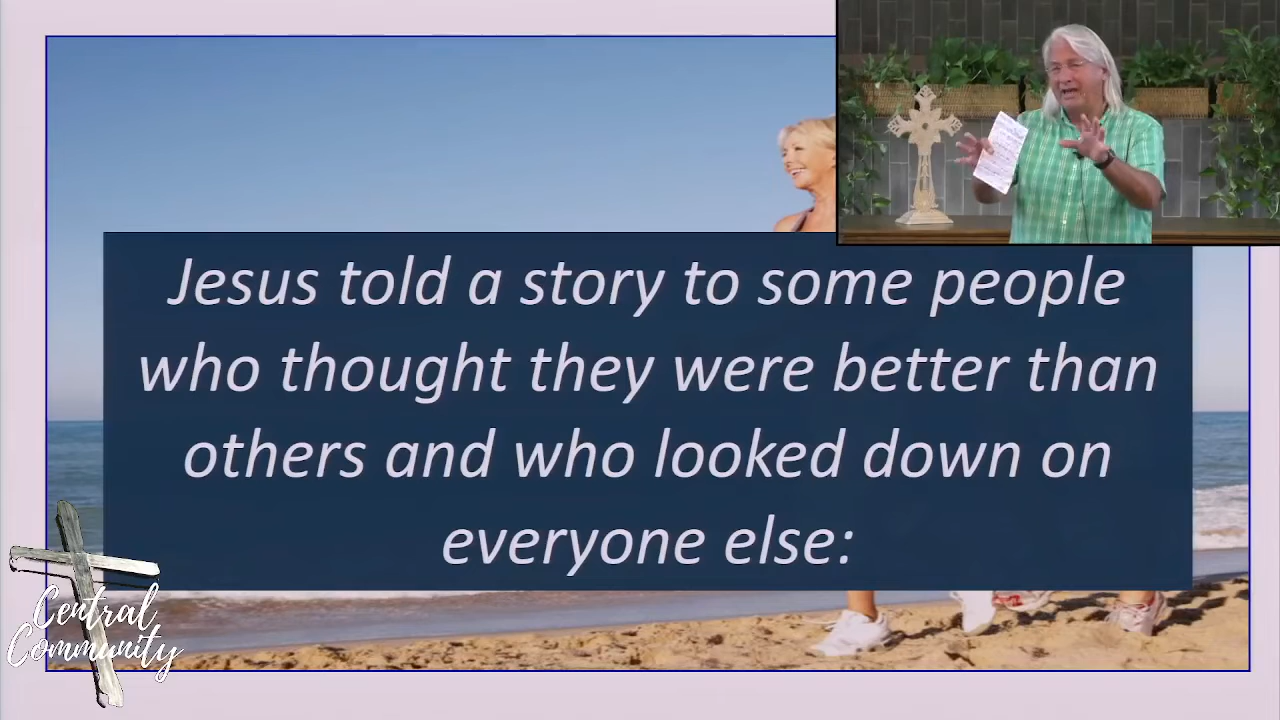 Jesus told a story to some people
who thought they were better than
others and who looked down on
everyone else:
Central
Community